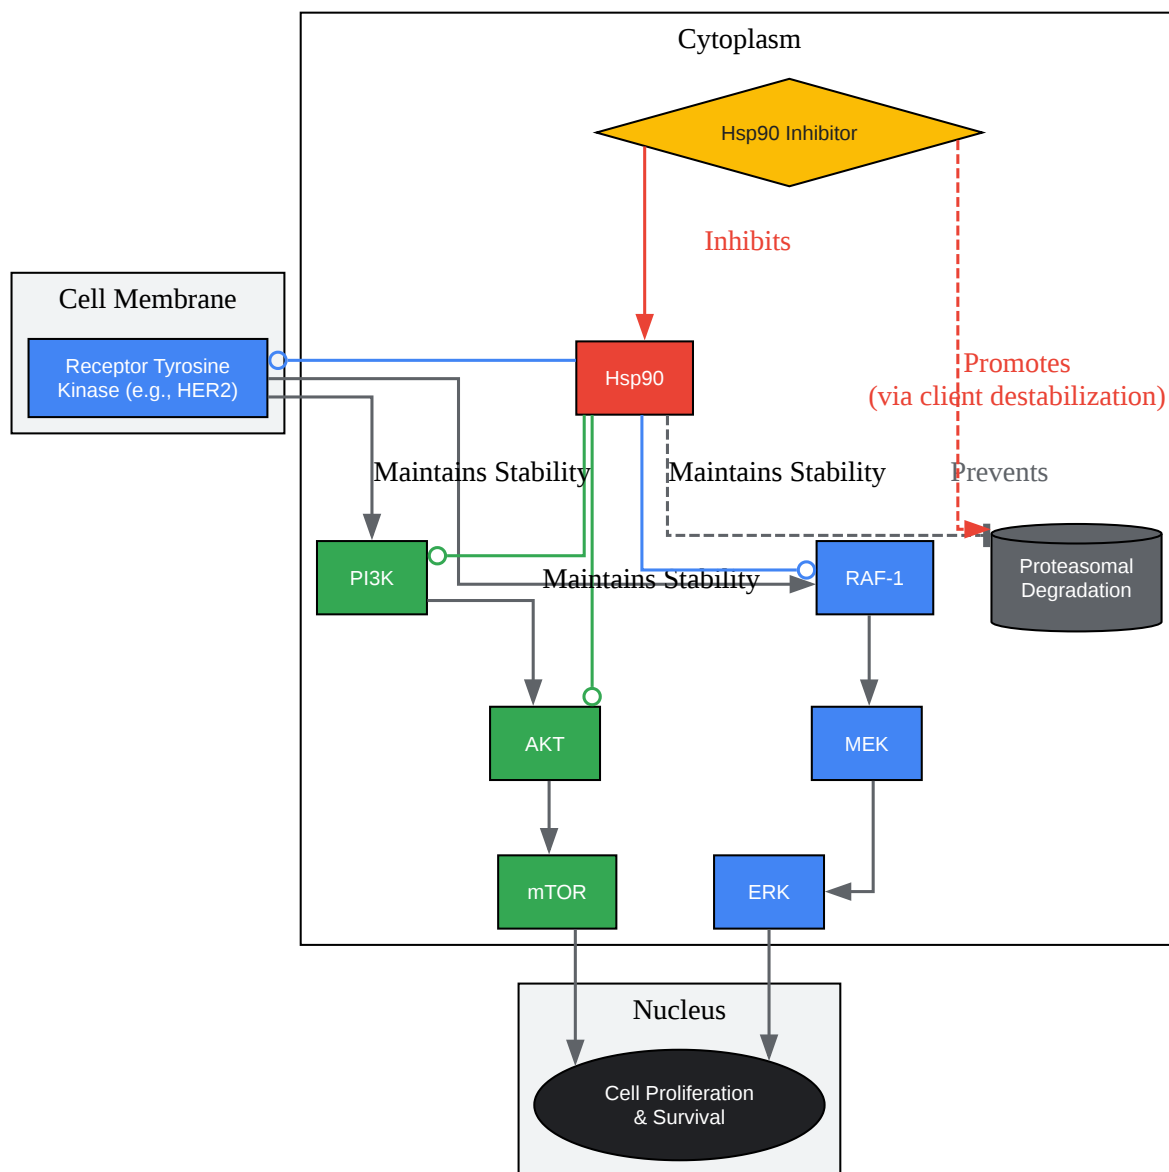 Cytoplasm
Hsp90 Inhibitor
Inhibits
Cell Membrane
Receptor Tyrosine
Kinase (e.g., HER2)
Hsp90
Promotes
(via client destabilization)
Maintains Stability
Maintains Stability
Prevents
PI3K
Maintains Stability
RAF-1
Proteasomal
Degradation
AKT
MEK
mTOR
ERK
Nucleus
Cell Proliferation
& Survival